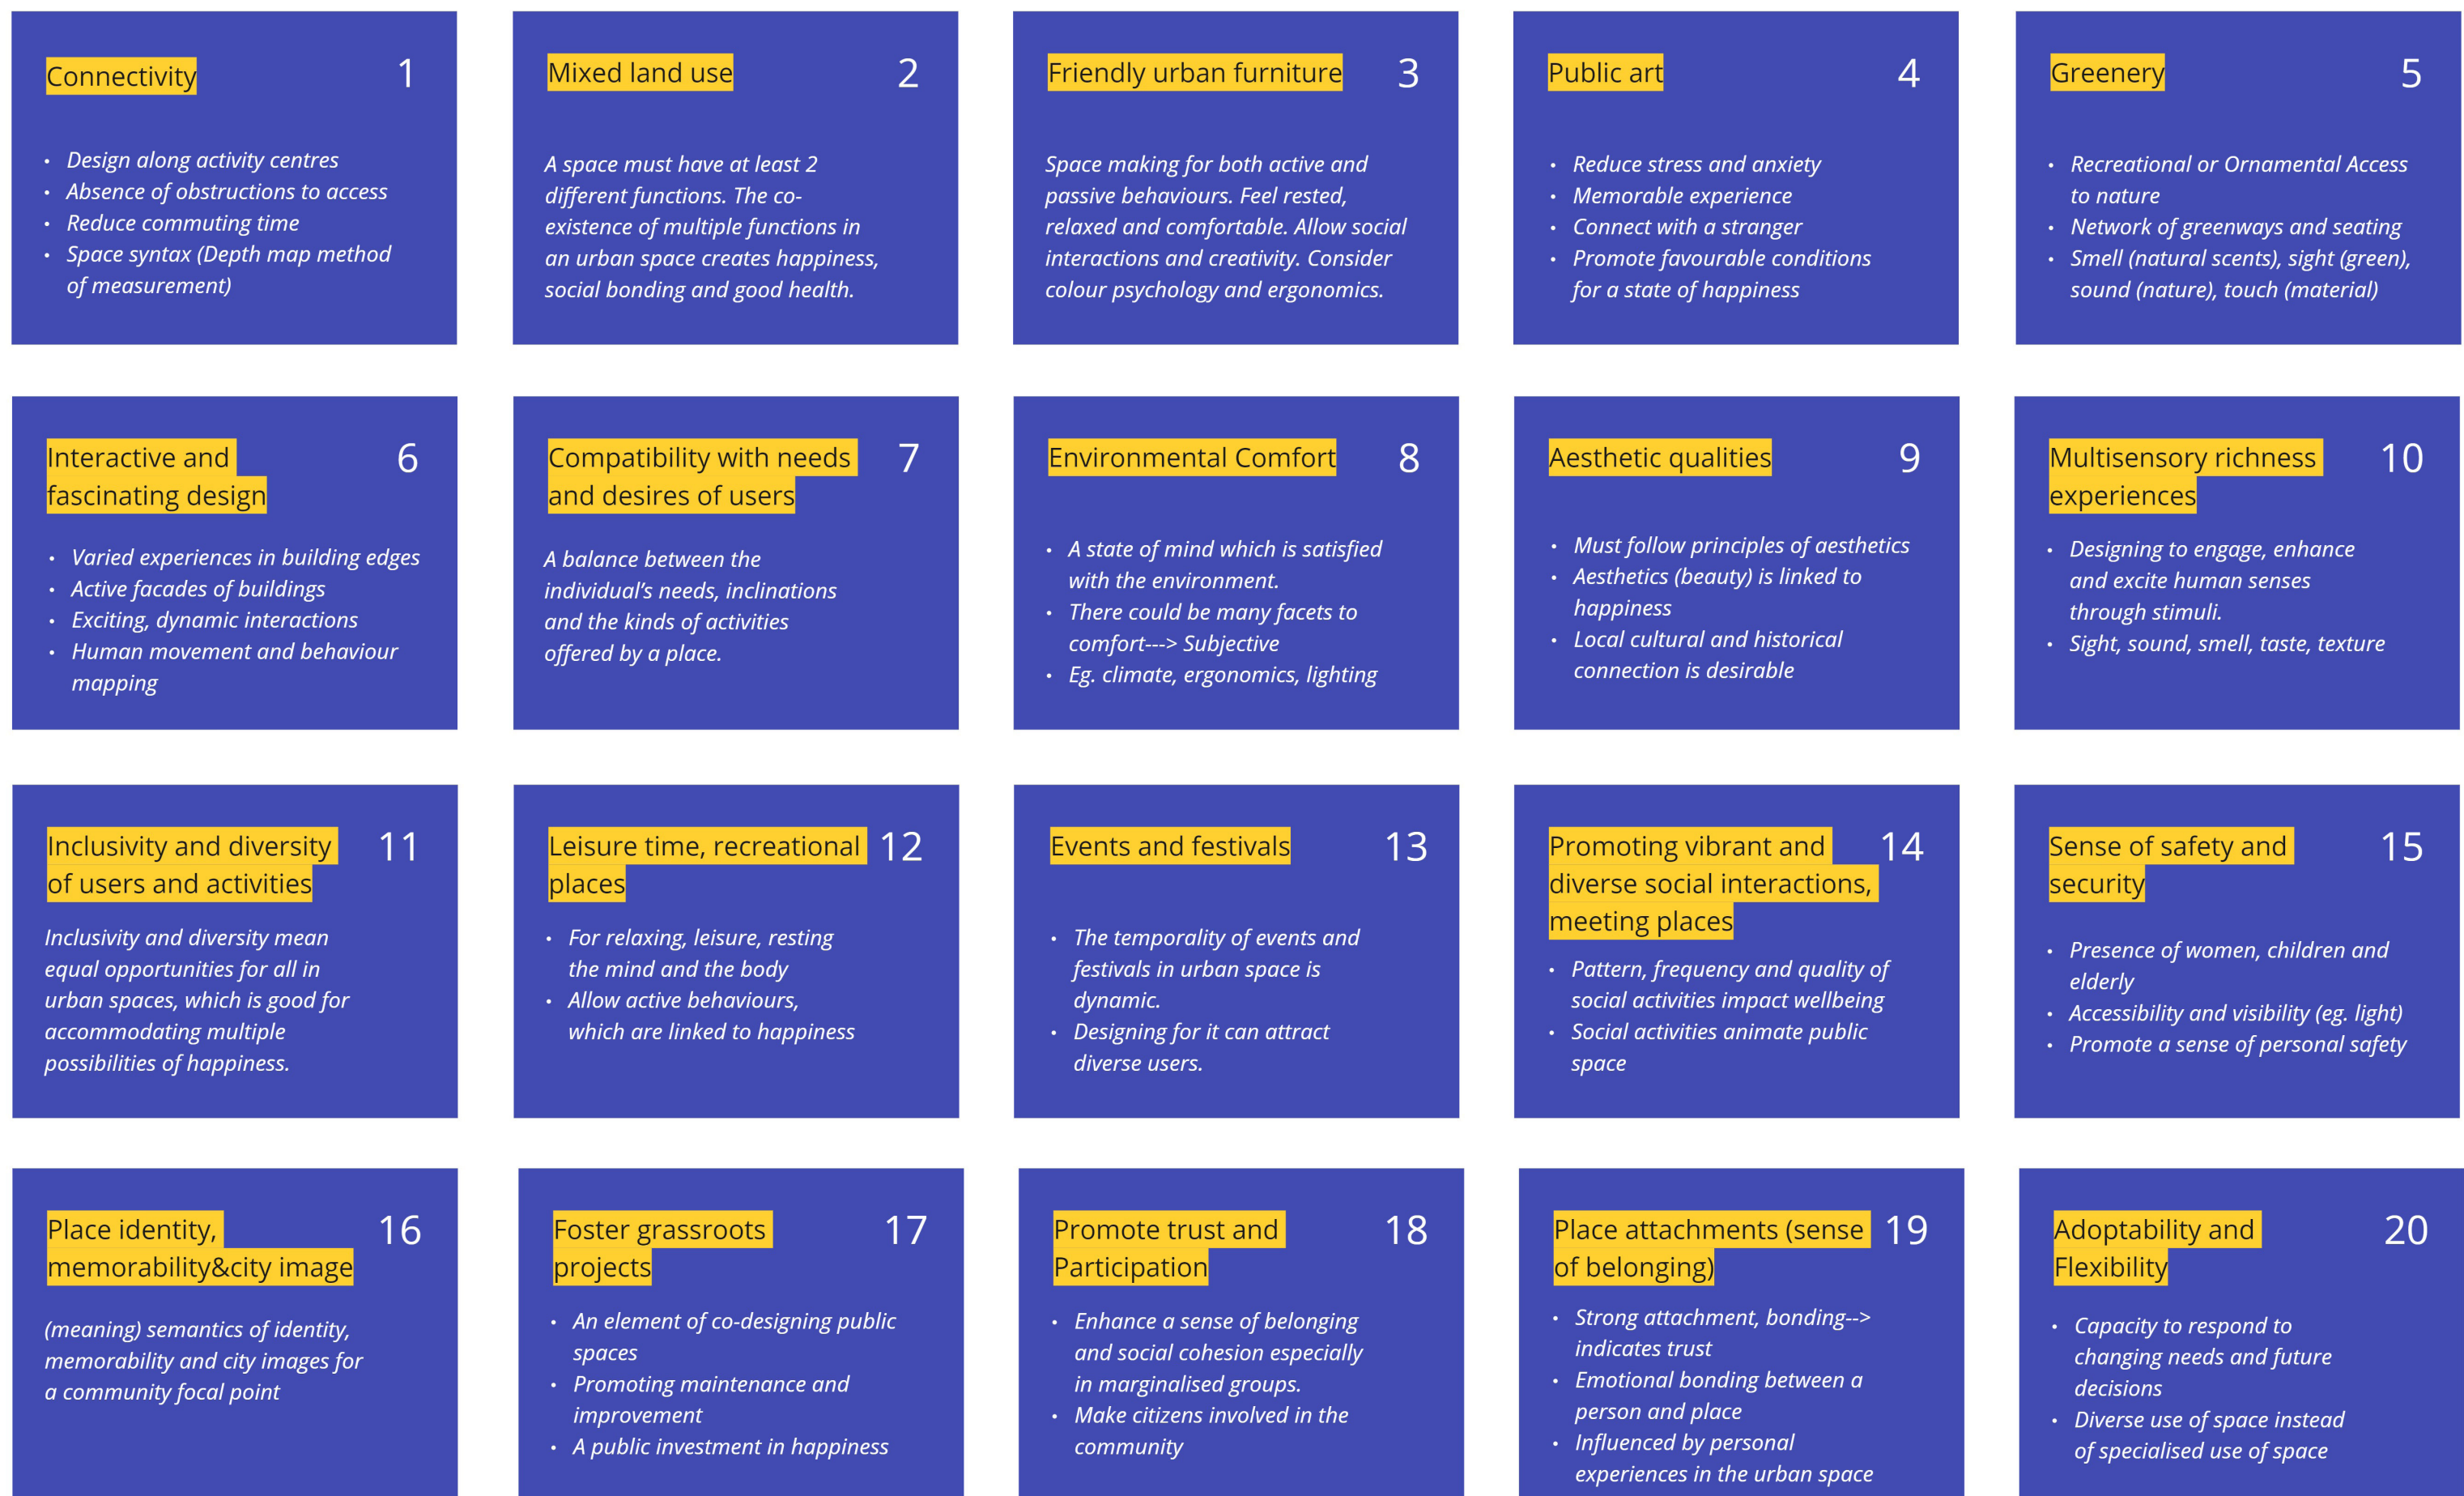 Connectivity
1
• Design along activity centres
• Absence of obstructions to access
• Reduce commuting time
• Space syntax (Depth map method
of measurement)
Mixed land use
2
A space must have at least 2
different functions. The co-
existence of multiple functions in
an urban space creates happiness,
social bonding and good health.
Friendly urban furniture
3
Space making for both active and
passive behaviours. Feel rested,
relaxed and comfortable. Allow social
interactions and creativity. Consider
colour psychology and ergonomics.
Public art
4
• Reduce stress and anxiety
• Memorable experience
• Connect with a stranger
• Promote favourable conditions
for a state of happiness
Greenery
5
• Recreational or Ornamental Access
to nature
• Network of greenways and seating
• Smell (natural scents), sight (green),
sound (nature), touch (material)
Interactive and
fascinating design
6
• Varied experiences in building edges
• Active facades of buildings
• Exciting, dynamic interactions
• Human movement and behaviour
mapping
Compatibility with needs
and desires of users
7
A balance between the
individual's needs, inclinations
and the kinds of activities
offered by a place.
Environmental Comfort
8
• A state of mind which is satisfied
with the environment.
• There could be many facets to
comfort---> Subjective
• Eg. climate, ergonomics, lighting
Aesthetic qualities
9
• Must follow principles of aesthetics
• Aesthetics (beauty) is linked to
happiness
• Local cultural and historical
connection is desirable
Multisensory richness
experiences
10
• Designing to engage, enhance
and excite human senses
through stimuli.
• Sight, sound, smell, taste, texture
Inclusivity and diversity
of users and activities
11
Inclusivity and diversity mean
equal opportunities for all in
urban spaces, which is good for
accommodating multiple
possibilities of happiness.
Leisure time, recreational
places
12
• For relaxing, leisure, resting
the mind and the body
• Allow active behaviours,
which are linked to happiness
Events and festivals
13
• The temporality of events and
festivals in urban space is
dynamic.
• Designing for it can attract
diverse users.
Promoting vibrant and
diverse social interactions,
meeting places
14
• Pattern, frequency and quality of
social activities impact wellbeing
• Social activities animate public
space
Sense of safety and
security
15
• Presence of women, children and
elderly
• Accessibility and visibility (eg. light)
• Promote a sense of personal safety
Place identity,
memorability&city image
16
(meaning) semantics of identity,
memorability and city images for
a community focal point
Foster grassroots
projects
17
• An element of co-designing public
spaces
• Promoting maintenance and
improvement
• A public investment in happiness
Promote trust and
Participation
18
• Enhance a sense of belonging
and social cohesion especially
in marginalised groups.
• Make citizens involved in the
community
Place attachments (sense
of belonging)
19
• Strong attachment, bonding-->
indicates trust
• Emotional bonding between a
person and place
• Influenced by personal
experiences in the urban space
Adoptability and
Flexibility
20
• Capacity to respond to
changing needs and future
decisions
• Diverse use of space instead
of specialised use of space